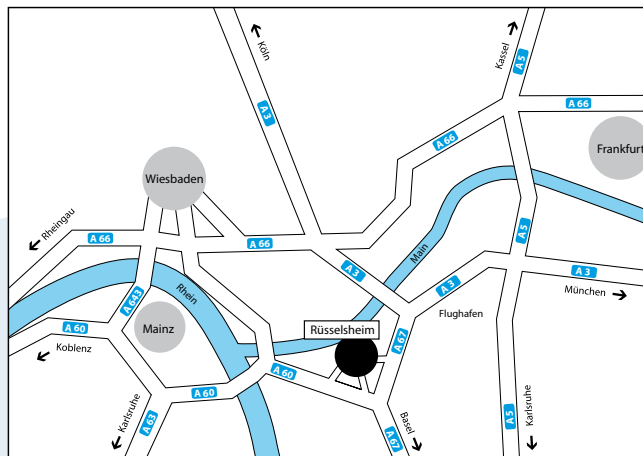 Köln
Kassel
A 5
A 3
A 66
A 66
Frankfurt
Wiesbaden
Rheingau
A 66
A 66
Main
A 5
A 3
A 3
A 3
München
Rhein
A 643
Flughafen
A 60
Mainz
Rüsselsheim
A 67
Koblenz
A 60
A 60
Karlsruhe
A 63
Basel
A 67
A 5
Karlsruhe